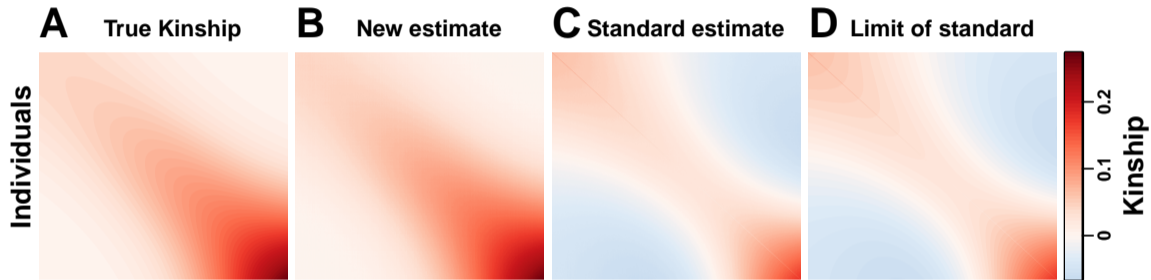 A True Kinship
B New estimate
C Standard estimate
D Limit of standard
Individuals
0.2
0.1
0
Kinship